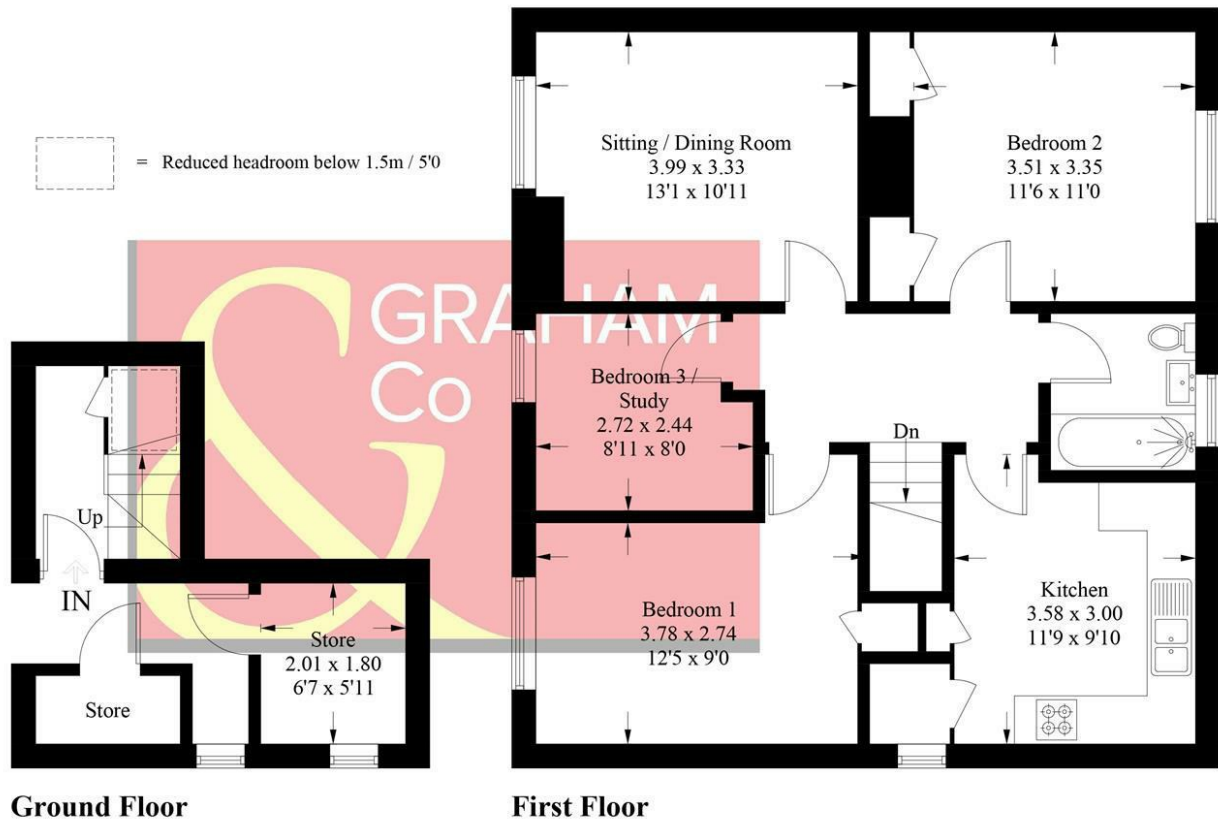 = Reduced headroom below 1.5m / 5'0
Sitting / Dining Room
3.99 x 3.33
13'1 x 10'11
Bedroom 2
3.51 x 3.35
11'6 x 11'0
& GRAHAM
Co
Bedroom 3 /
Study
2.72 x 2.44
8'11 x 8'0
Dn
Up
IN
Store
2.01 x 1.80
6'7 x 5'11
Store
Bedroom 1
3.78 x 2.74
12'5 x 9'0
Kitchen
3.58 x 3.00
11'9 x 9'10
Ground Floor
First Floor